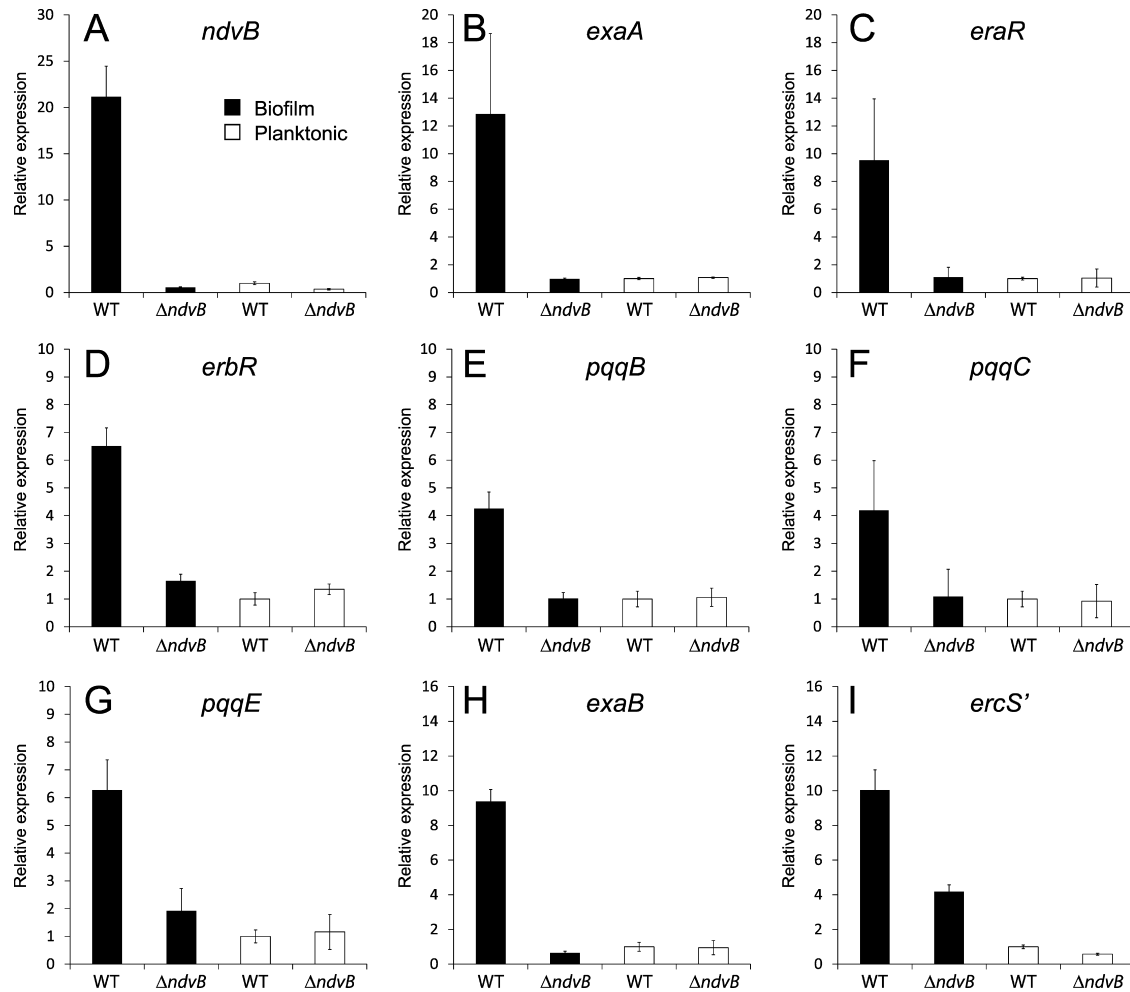 A
ndvB
30
25
20
15
10
5
0
Relative expression
Biofilm
Planktonic
WT
ΔndvB
WT
ΔndvB
B
exaA
20
18
16
14
12
10
8
6
4
2
0
Relative expression
WT
ΔndvB
WT
ΔndvB
C
eraR
20
18
16
14
12
10
8
6
4
2
0
Relative expression
WT
ΔndvB
WT
ΔndvB
D
erbR
10
9
8
7
6
5
4
3
2
1
0
Relative expression
WT
ΔndvB
WT
ΔndvB
E
pqqB
10
9
8
7
6
5
4
3
2
1
0
Relative expression
WT
ΔndvB
WT
ΔndvB
F
pqqC
10
9
8
7
6
5
4
3
2
1
0
Relative expression
WT
ΔndvB
WT
ΔndvB
G
pqqE
10
9
8
7
6
5
4
3
2
1
0
Relative expression
WT
ΔndvB
WT
ΔndvB
H
exaB
16
14
12
10
8
6
4
2
0
Relative expression
WT
ΔndvB
WT
ΔndvB
I
ercS’
16
14
12
10
8
6
4
2
0
Relative expression
WT
ΔndvB
WT
ΔndvB